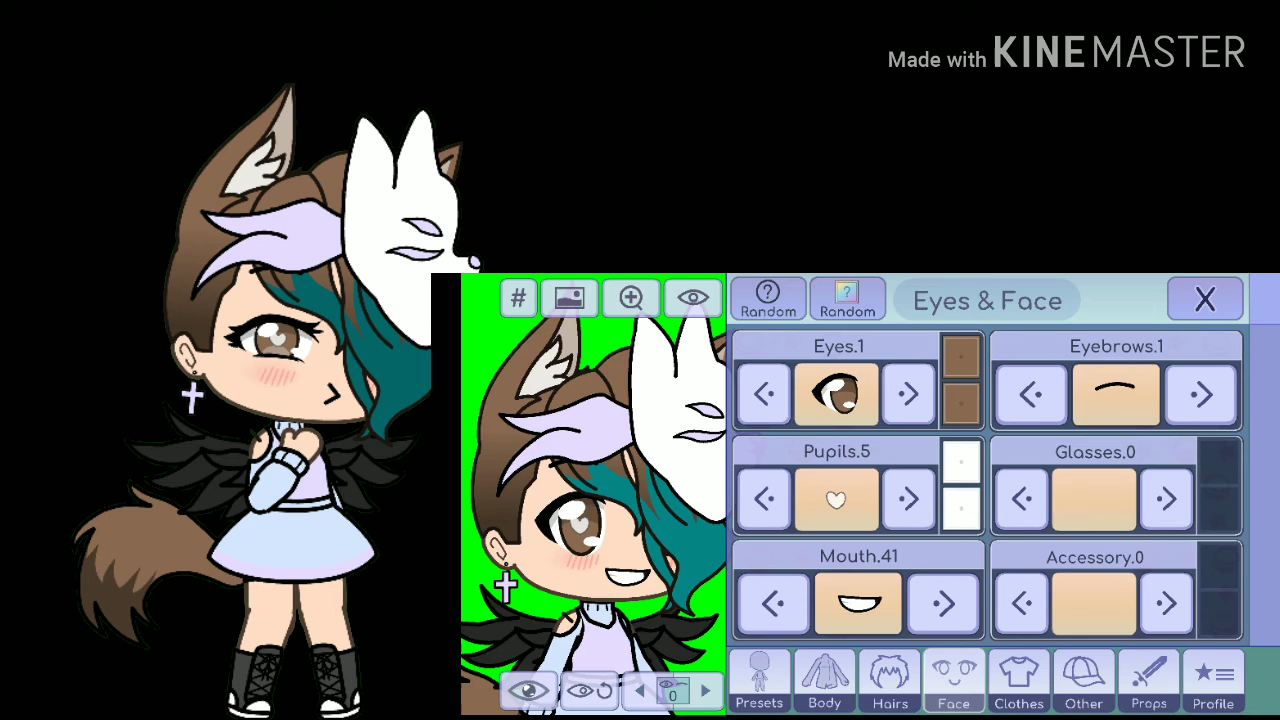 Made with KINEMASTER
#
? Random
? Random
Eyes & Face
X
Eyes.1
Eyebrows.1
Pupils.5
Glasses.0
Mouth.41
Accessory.0
0
Presets
Body
Hairs
Face
Clothes
Other
Props
Profile